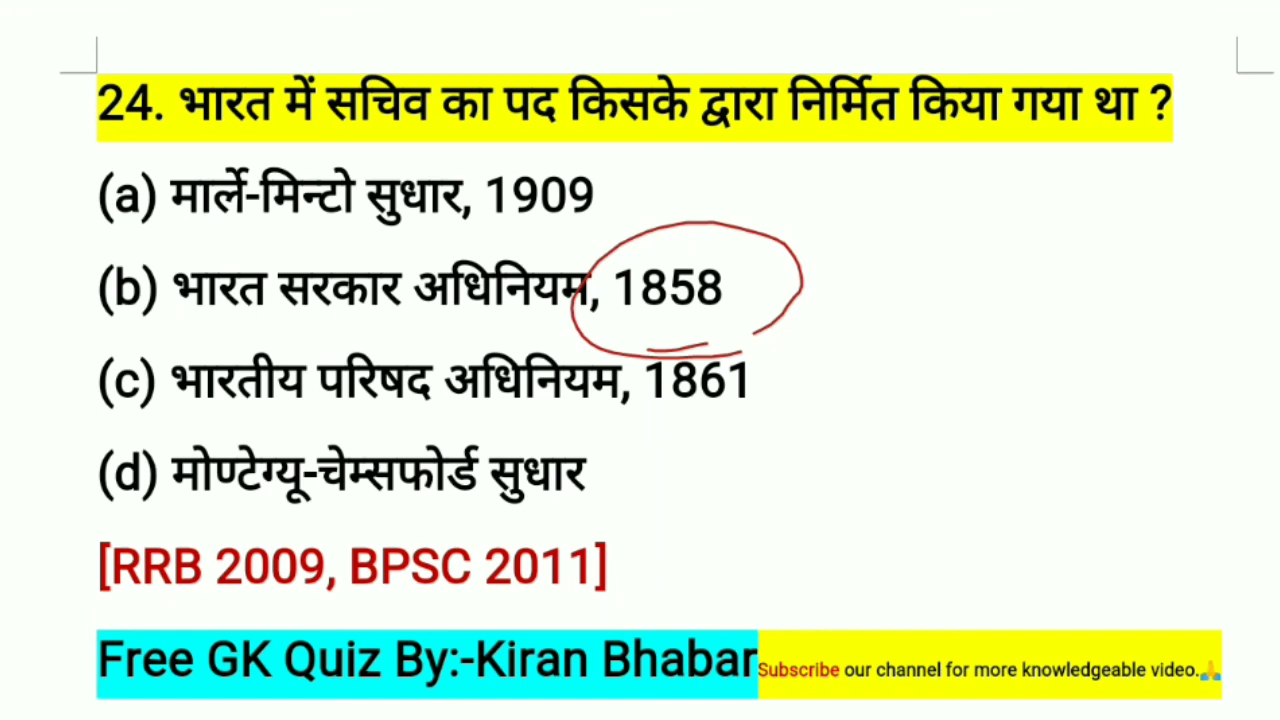 24. भारत में सचिव का पद किसके द्वारा निर्मित किया गया था ?
(a) मार्ले-मिन्टो सुधार, 1909
(b) भारत सरकार अधिनियम, 1858
(c) भारतीय परिषद अधिनियम, 1861
(d) मोण्टेग्यू-चेम्सफोर्ड सुधार
[RRB 2009, BPSC 2011]
Free GK Quiz By:-Kiran Bhabar Subscribe our channel for more knowledgeable video.🙏